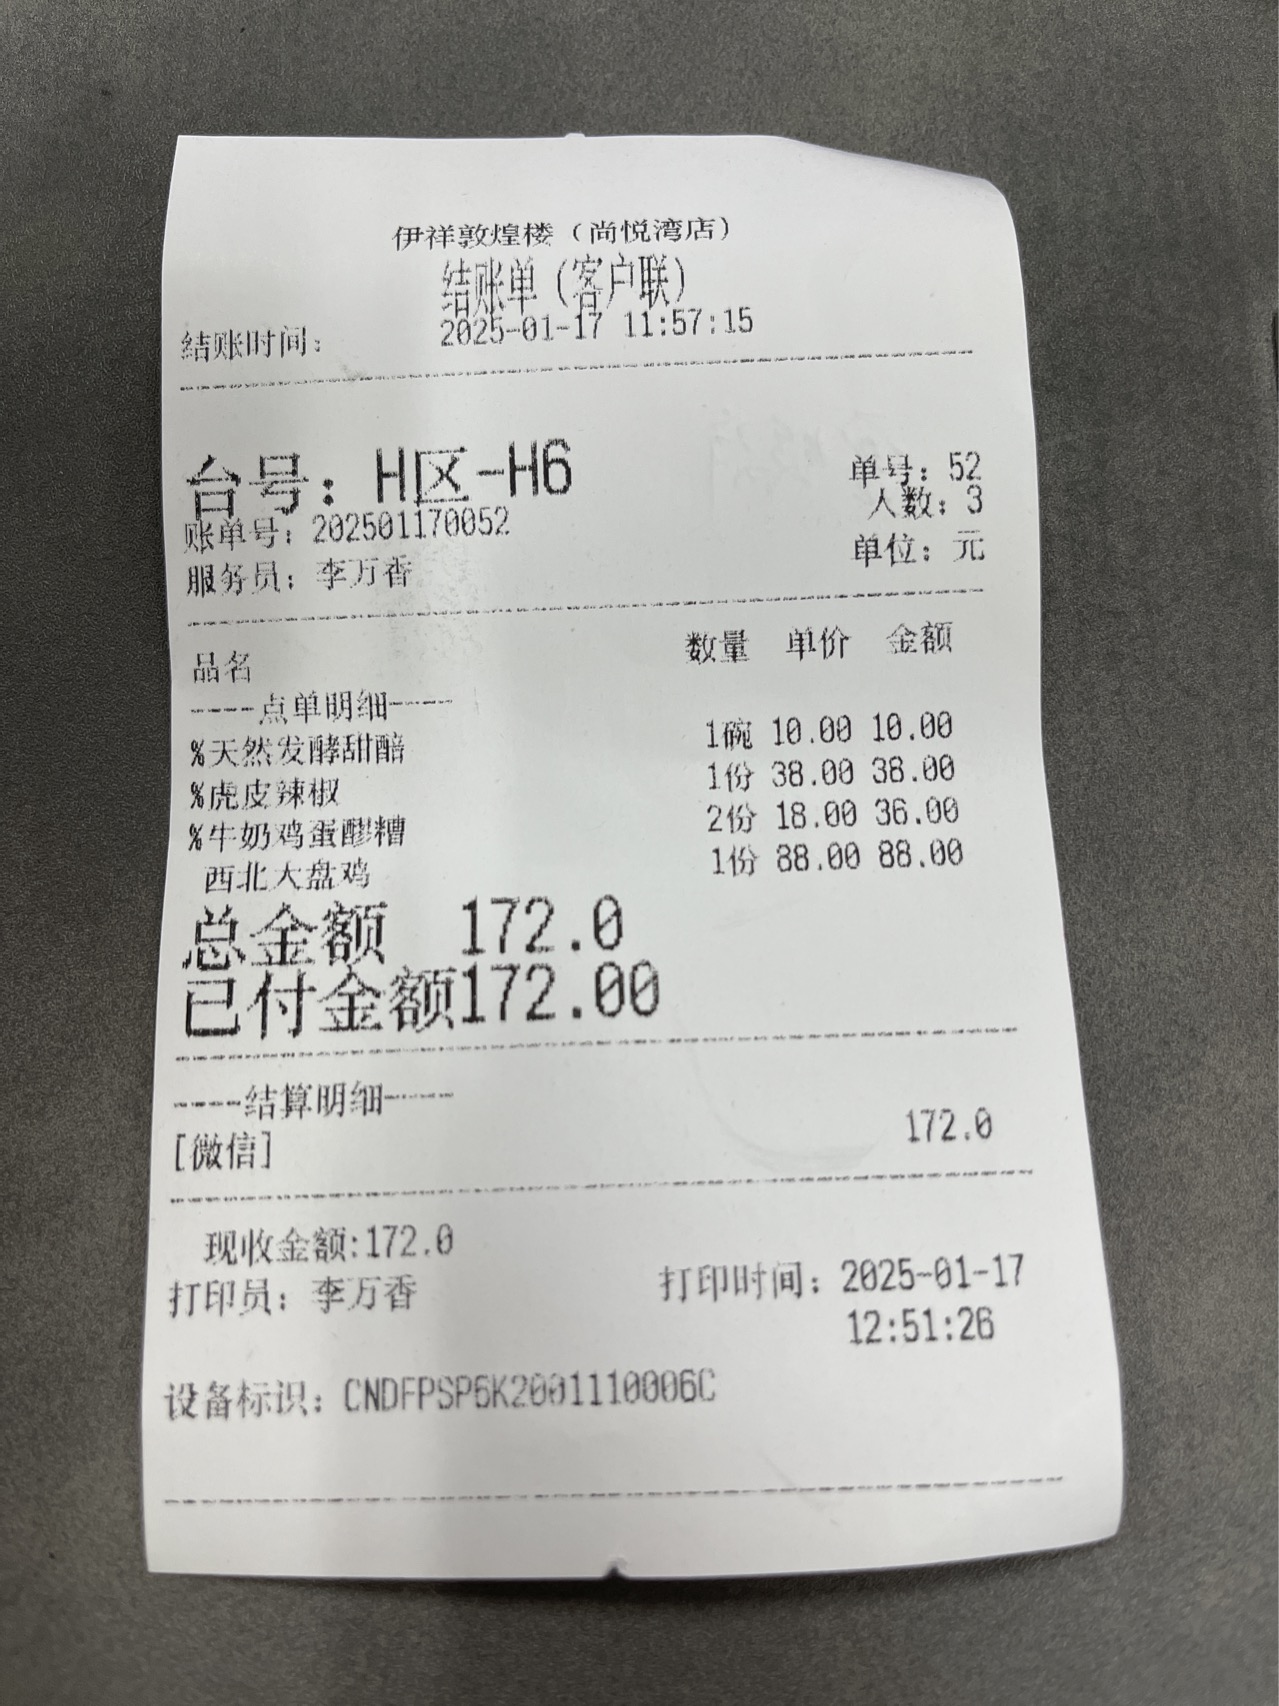 伊祥敦煌楼（尚悦湾店）
结账单（客户联）
结账时间： 2025-01-17 11:57:15
台号：H区-H6 单号：52
人数：3
账单号：202501170052
服务员：李万香 单位：元
品名 数量 单价 金额
----点单明细----
%天然发酵甜醅 1碗 10.00 10.00
%虎皮辣椒 1份 38.00 38.00
%牛奶鸡蛋醪糟 2份 18.00 36.00
西北大盘鸡 1份 88.00 88.00
总金额 172.0
已付金额172.00
----结算明细----
[微信] 172.0
现收金额:172.0
打印员：李万香 打印时间：2025-01-17
12:51:26
设备标识：CNDFPSP5K2001110006C